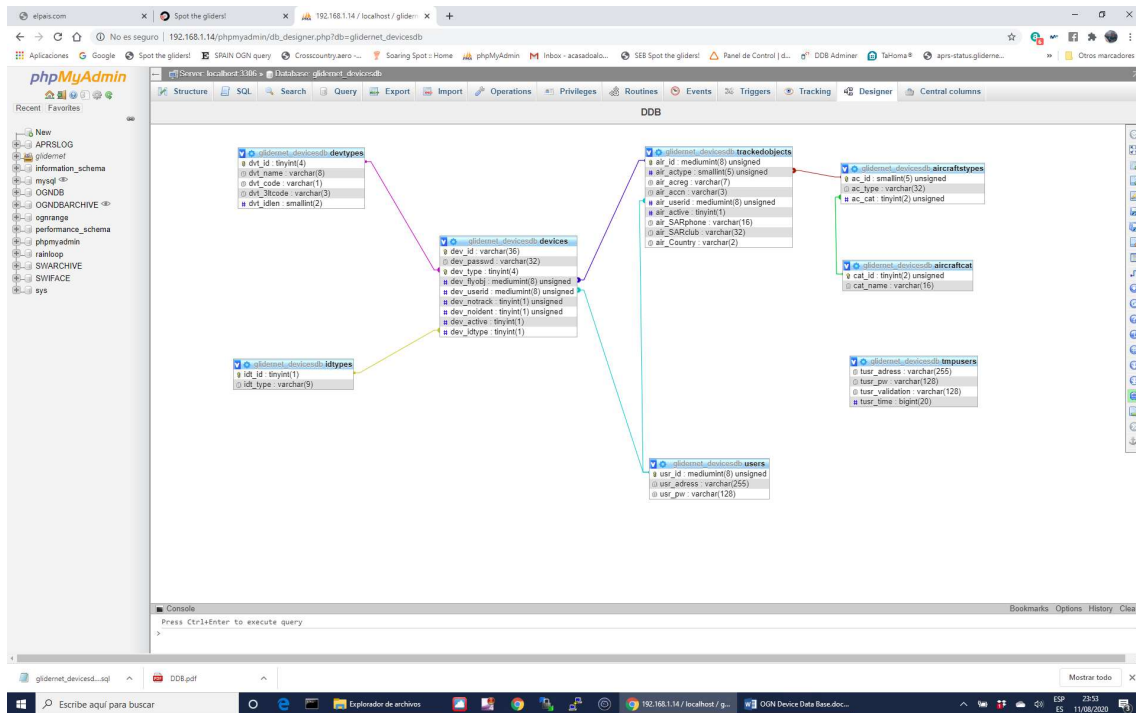 elpais.com
Spot the gliders!
192.168.1.14 / localhost / glidern
No es seguro | 192.168.1.14/phpmyadmin/db_designer.php?db=glidernet_devicesdb
Aplicaciones G Google Spot the gliders! E SPAIN OGN query Crosscountry.aero -... Soaring Spot :: Home phpMyAdmin Inbox - acasadoalo... SEB Spot the gliders! Panel de Control | d... DDB Adminer TaHoma® aprs-status.gliderne... » Otros marcadores
phpMyAdmin
Recent Favorites
New
APRSLOG
glidernet
information_schema
mysql
OGNDB
OGNDBARCHIVE
ognrange
performance_schema
phpmyadmin
rainloop
SWARCHIVE
SWIFACE
sys
Server: localhost:3306 » Database: glidernet_devicesdb
Structure SQL Search Query Export Import Operations Privileges Routines Events Triggers Tracking Designer Central columns
DDB
glidernet_devicesdb devtypes
dvt_id : tinyint(4)
dvt_name : varchar(8)
dvt_code : varchar(1)
dvt_3ltcode : varchar(3)
dvt_idlen : smallint(2)
glidernet_devicesdb trackedobjects
air_id : mediumint(8) unsigned
air_actype : smallint(5) unsigned
air_acreg : varchar(7)
air_accn : varchar(3)
air_userid : mediumint(8) unsigned
air_active : tinyint(1)
air_SARphone : varchar(16)
air_SARclub : varchar(32)
air_Country : varchar(2)
glidernet_devicesdb aircraftstypes
ac_id : smallint(5) unsigned
ac_type : varchar(32)
ac_cat : tinyint(2) unsigned
glidernet_devicesdb devices
dev_id : varchar(36)
dev_passwd : varchar(32)
dev_type : tinyint(4)
dev_flyobj : mediumint(8) unsigned
dev_userid : mediumint(8) unsigned
dev_notrack : tinyint(1) unsigned
dev_noident : tinyint(1) unsigned
dev_active : tinyint(1)
dev_idtype : tinyint(1)
glidernet_devicesdb aircraftcat
cat_id : tinyint(2) unsigned
cat_name : varchar(16)
glidernet_devicesdb idtypes
idt_id : tinyint(1)
idt_type : varchar(9)
glidernet_devicesdb tmpusers
tusr_adress : varchar(255)
tusr_pw : varchar(128)
tusr_validation : varchar(128)
tusr_time : bigint(20)
glidernet_devicesdb users
usr_id : mediumint(8) unsigned
usr_adress : varchar(255)
usr_pw : varchar(128)
Console
Bookmarks Options History Clea
Press Ctrl+Enter to execute query
>
glidernet_devicesd....sql
DDB.pdf
Mostrar todo
Escribe aquí para buscar
Explorador de archivos
192.168.1.14 / localhost / g...
OGN Device Data Base.doc...
ESP
ES
23:53
11/08/2020